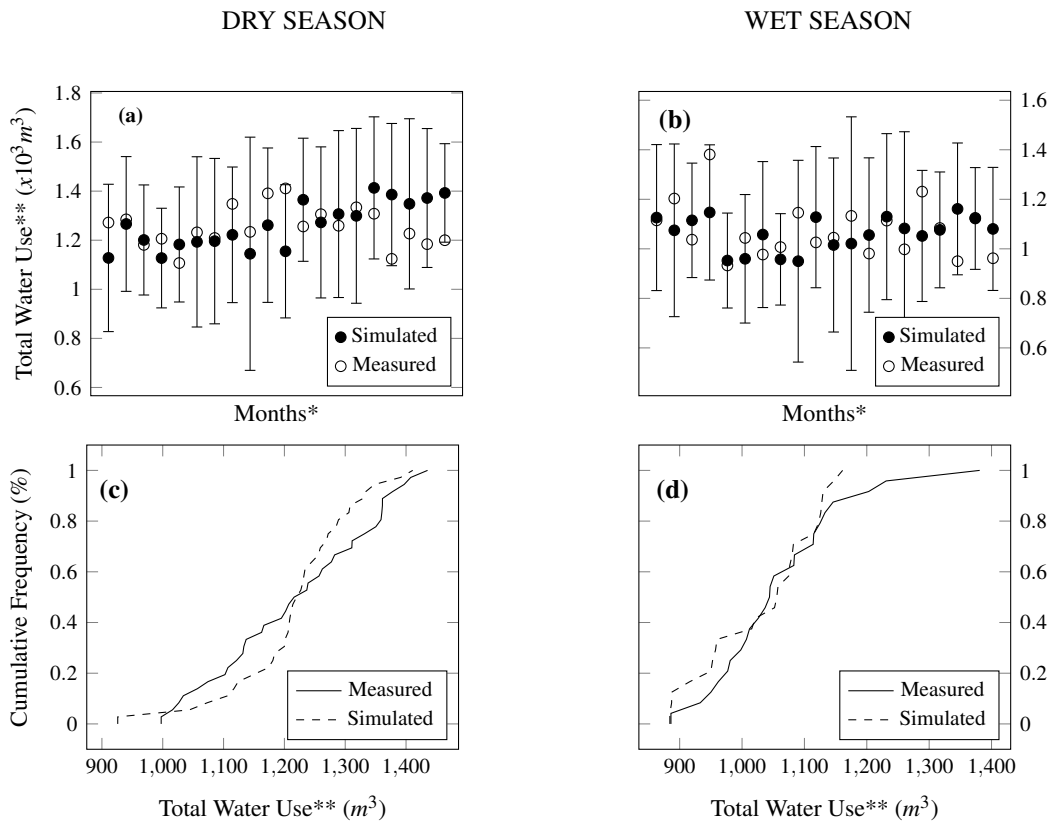 DRY SEASON
WET SEASON
Total Water Use** (x10³m³)
1.8
1.6
1.4
1.2
1
0.8
0.6
(a)
Simulated
Measured
Months*
(b)
1.6
1.4
1.2
1
0.8
0.6
Simulated
Measured
Months*
Cumulative Frequency (%)
1
0.8
0.6
0.4
0.2
0
(c)
Measured
Simulated
900 1,000 1,100 1,200 1,300 1,400
Total Water Use** (m³)
(d)
1
0.8
0.6
0.4
0.2
0
Measured
Simulated
900 1,000 1,100 1,200 1,300 1,400
Total Water Use** (m³)